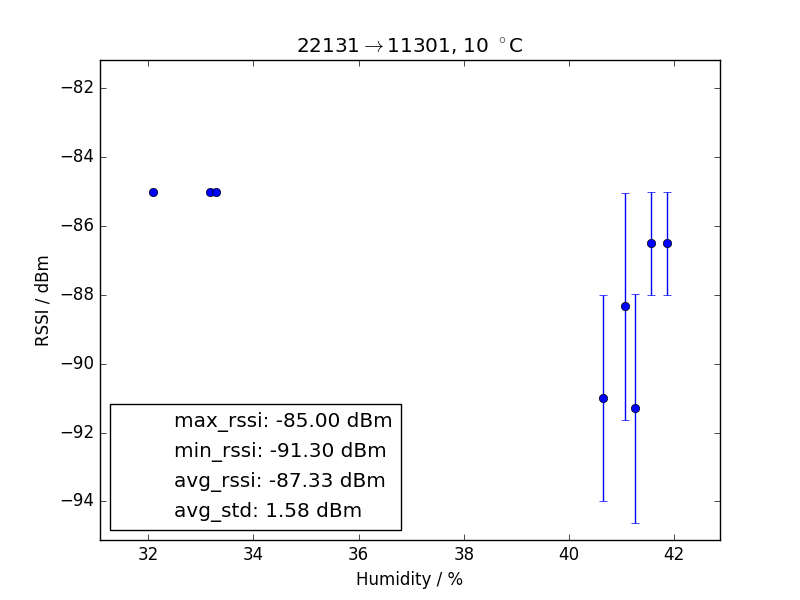 22131→11301, 10 °C
−82
−84
−86
−88
−90
−92
−94
RSSI / dBm
max_rssi: -85.00 dBm
min_rssi: -91.30 dBm
avg_rssi: -87.33 dBm
avg_std: 1.58 dBm
32 34 36 38 40 42
Humidity / %